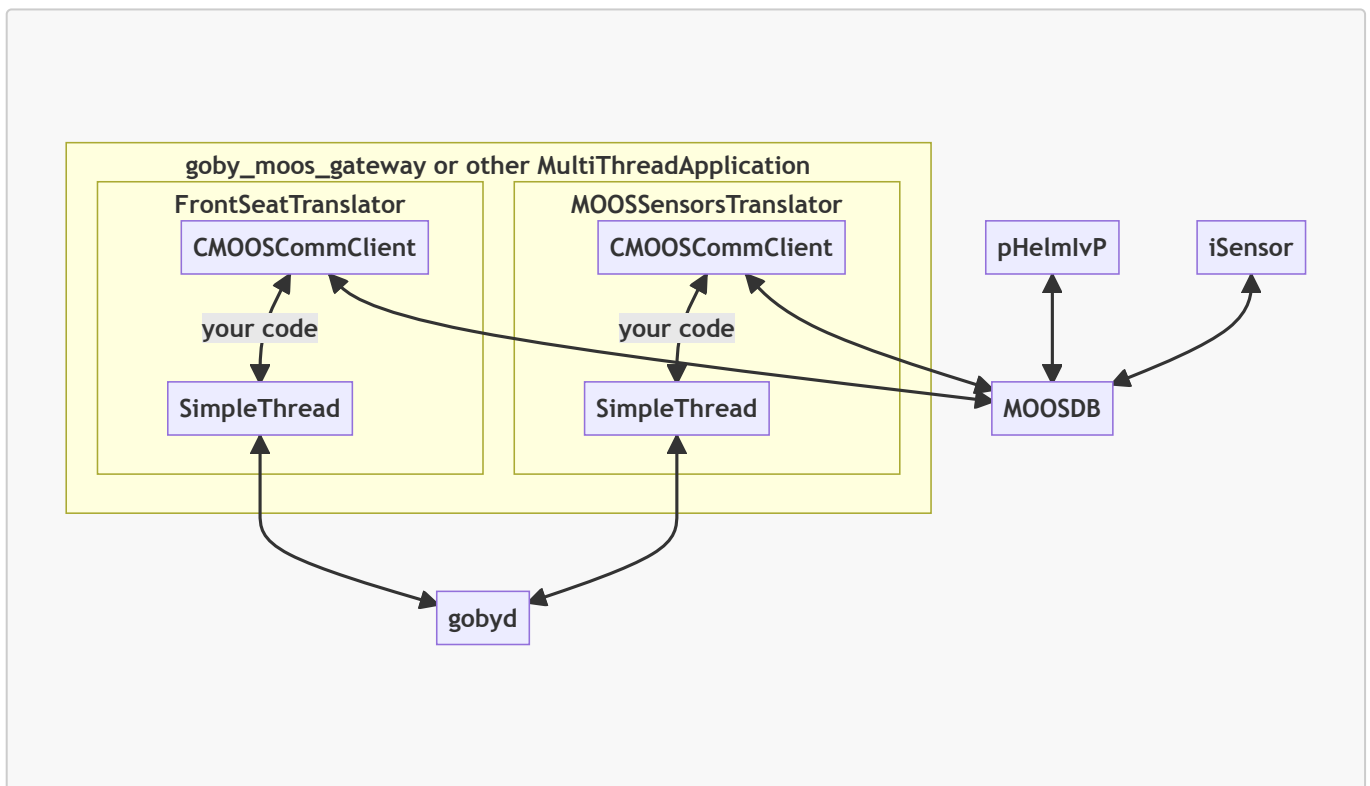 goby_moos_gateway or other MultiThreadApplication
FrontSeatTranslator
MOOSSensorsTranslator
CMOOSCommClient
CMOOSCommClient
pHelmIvP
iSensor
your code
your code
SimpleThread
SimpleThread
MOOSDB
gobyd